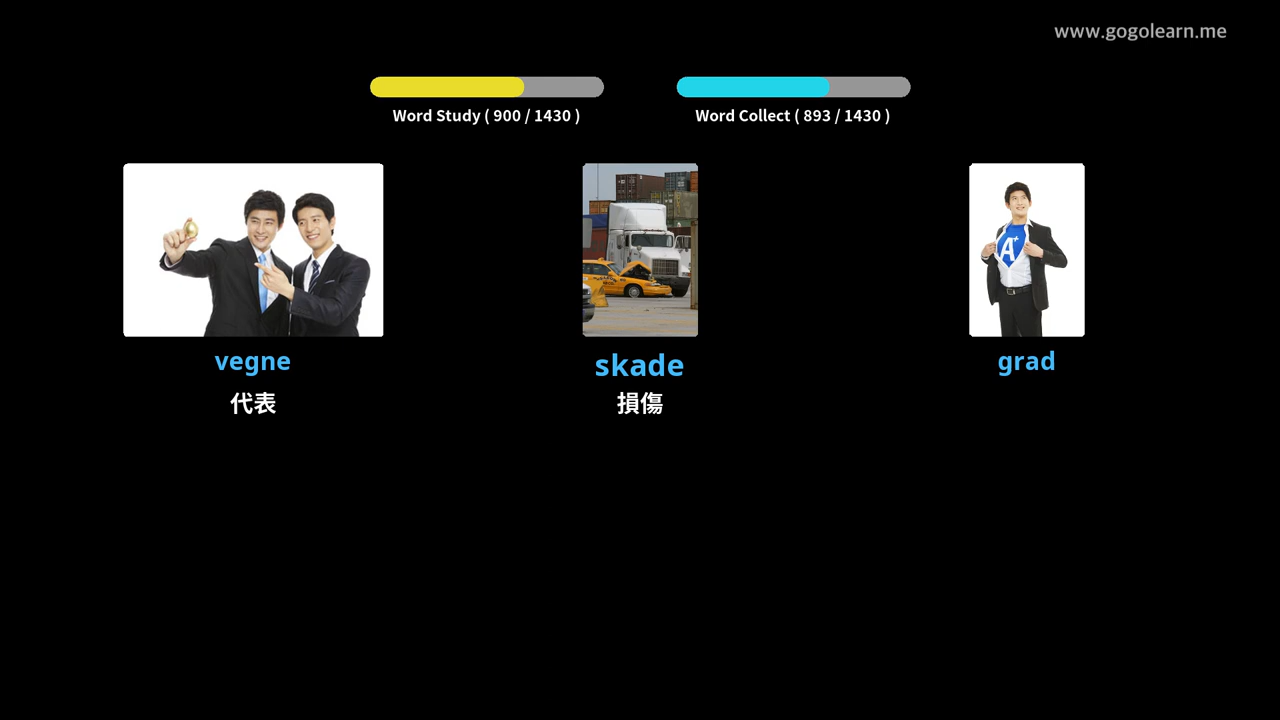 www.gogolearn.me
Word Study ( 900 / 1430 )
Word Collect ( 893 / 1430 )
A+
vegne
skade
grad
代表
損傷